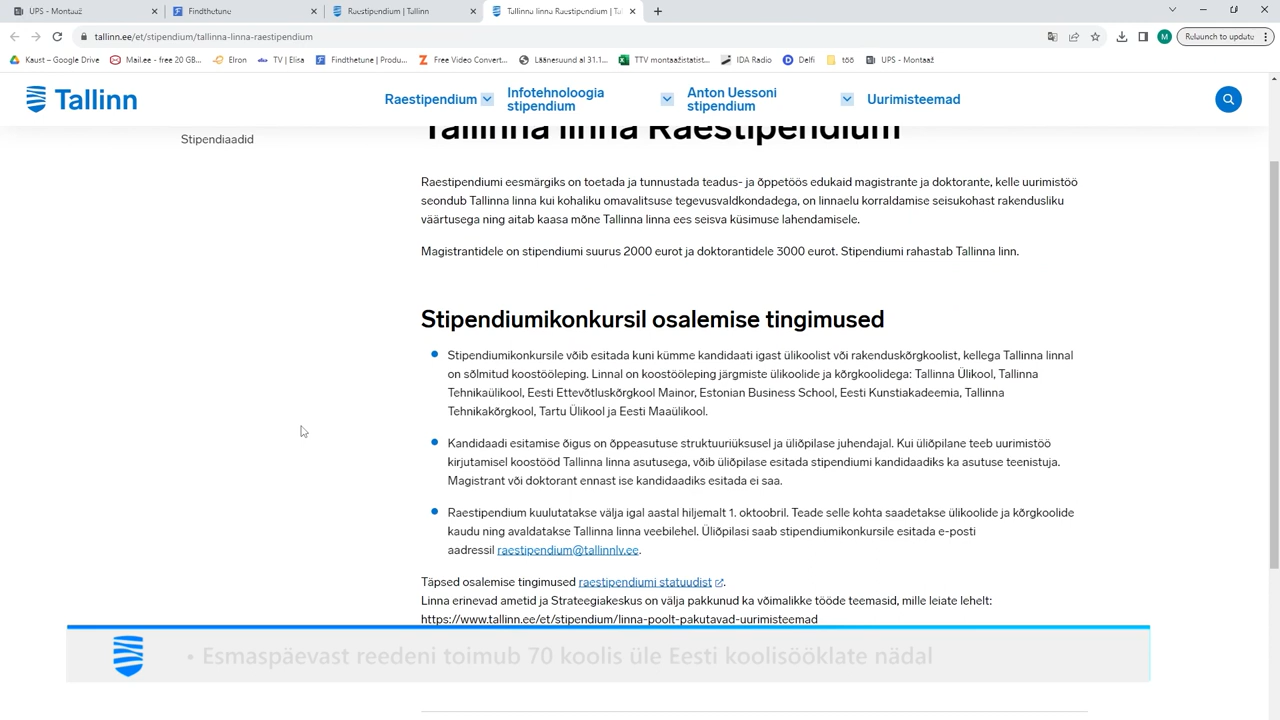 UPS - Montaaž
Findthetune
Raestipendium | Tallinn
Tallinna linna Raestipendium | Ta
tallinn.ee/et/stipendium/tallinna-linna-raestipendium
M
Relaunch to update
Kaust – Google Drive
Mail.ee - free 20 GB...
Elron
TV | Elisa
Findthetune | Produ...
Free Video Convert...
Lääneruund al 31.1...
TTV montaažistatist...
IDA Radio
Delfi
töö
UPS - Montaaž
Tallinn
Raestipendium
Infotehnoloogia
stipendium
Anton Uessoni
stipendium
Uurimisteemad
Stipendiaadid
Tallinna linna Raestipendium
Raestipendiumi eesmärgiks on toetada ja tunnustada teadus- ja õppetöös edukaid magistrante ja doktorante, kelle uurimistöö
seondub Tallinna linna kui kohaliku omavalitsuse tegevusvaldkondadega, on linnaelu korraldamise seisukohast rakendusliku
väärtusega ning aitab kaasa mõne Tallinna linna ees seisva küsimuse lahendamisele.
Magistrantidele on stipendiumi suurus 2000 eurot ja doktorantidele 3000 eurot. Stipendiumi rahastab Tallinna linn.
Stipendiumikonkursil osalemise tingimused
Stipendiumikonkursile võib esitada kuni kümme kandidaati igast ülikoolist või rakenduskõrgkoolist, kellega Tallinna linnal
on sõlmitud koostööleping. Linnal on koostööleping järgmiste ülikoolide ja kõrgkoolidega: Tallinna Ülikool, Tallinna
Tehnikaülikool, Eesti Ettevõtluskõrgkool Mainor, Estonian Business School, Eesti Kunstiakadeemia, Tallinna
Tehnikakõrgkool, Tartu Ülikool ja Eesti Maaülikool.
Kandidaadi esitamise õigus on õppeasutuse struktuuriüksusel ja üliõpilase juhendajal. Kui üliõpilane teeb uurimistöö
kirjutamisel koostööd Tallinna linna asutusega, võib üliõpilase esitada stipendiumi kandidaadiks ka asutuse teenistuja.
Magistrant või doktorant ennast ise kandidaadiks esitada ei saa.
Raestipendium kuulutatakse välja igal aastal hiljemalt 1. oktoobril. Teade selle kohta saadetakse ülikoolide ja kõrgkoolide
kaudu ning avaldatakse Tallinna linna veebilehel. Üliõpilasi saab stipendiumikonkursile esitada e-posti
aadressil raestipendium@tallinnlv.ee.
Täpsed osalemise tingimused raestipendiumi statuudist.
Linna erinevad ametid ja Strateegiakeskus on välja pakkunud ka võimalikke tööde teemasid, mille leiate lehelt:
https://www.tallinn.ee/et/stipendium/linna-poolt-pakutavad-uurimisteemad
• Esmaspäevast reedeni toimub 70 koolis üle Eesti koolisöödate nädal